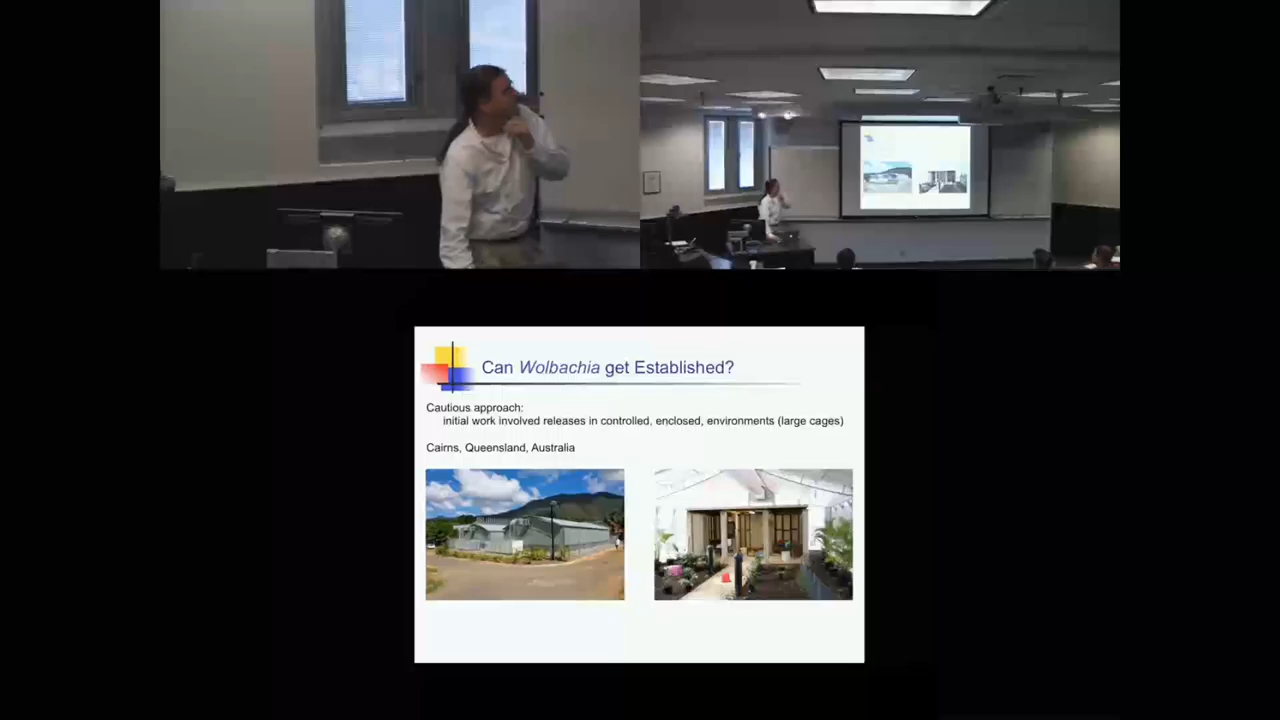 Can Wolbachia get Established?
Cautious approach:
initial work involved releases in controlled, enclosed, environments (large cages)
Cairns, Queensland, Australia